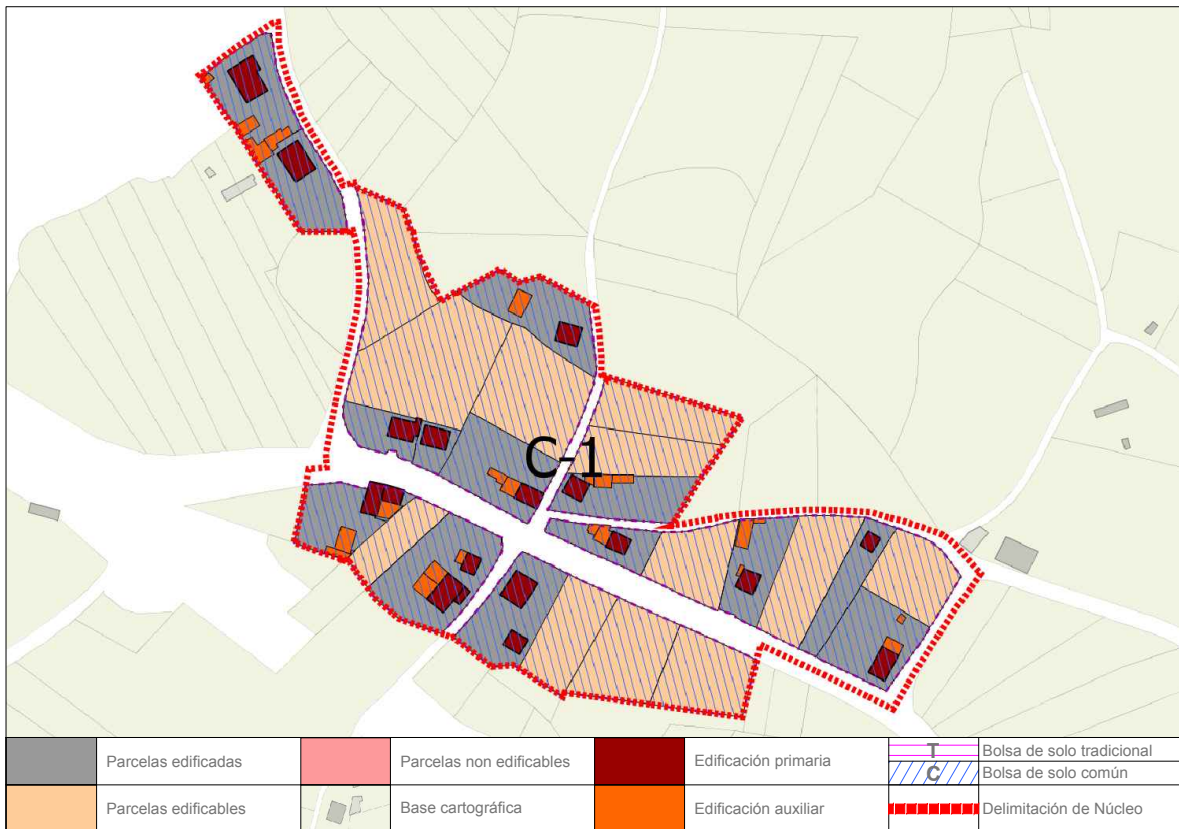 C-1
Parcelas edificadas
Parcelas non edificables
Edificación primaria
T
Bolsa de solo tradicional
C
Bolsa de solo común
Parcelas edificables
Base cartográfica
Edificación auxiliar
Delimitación de Núcleo